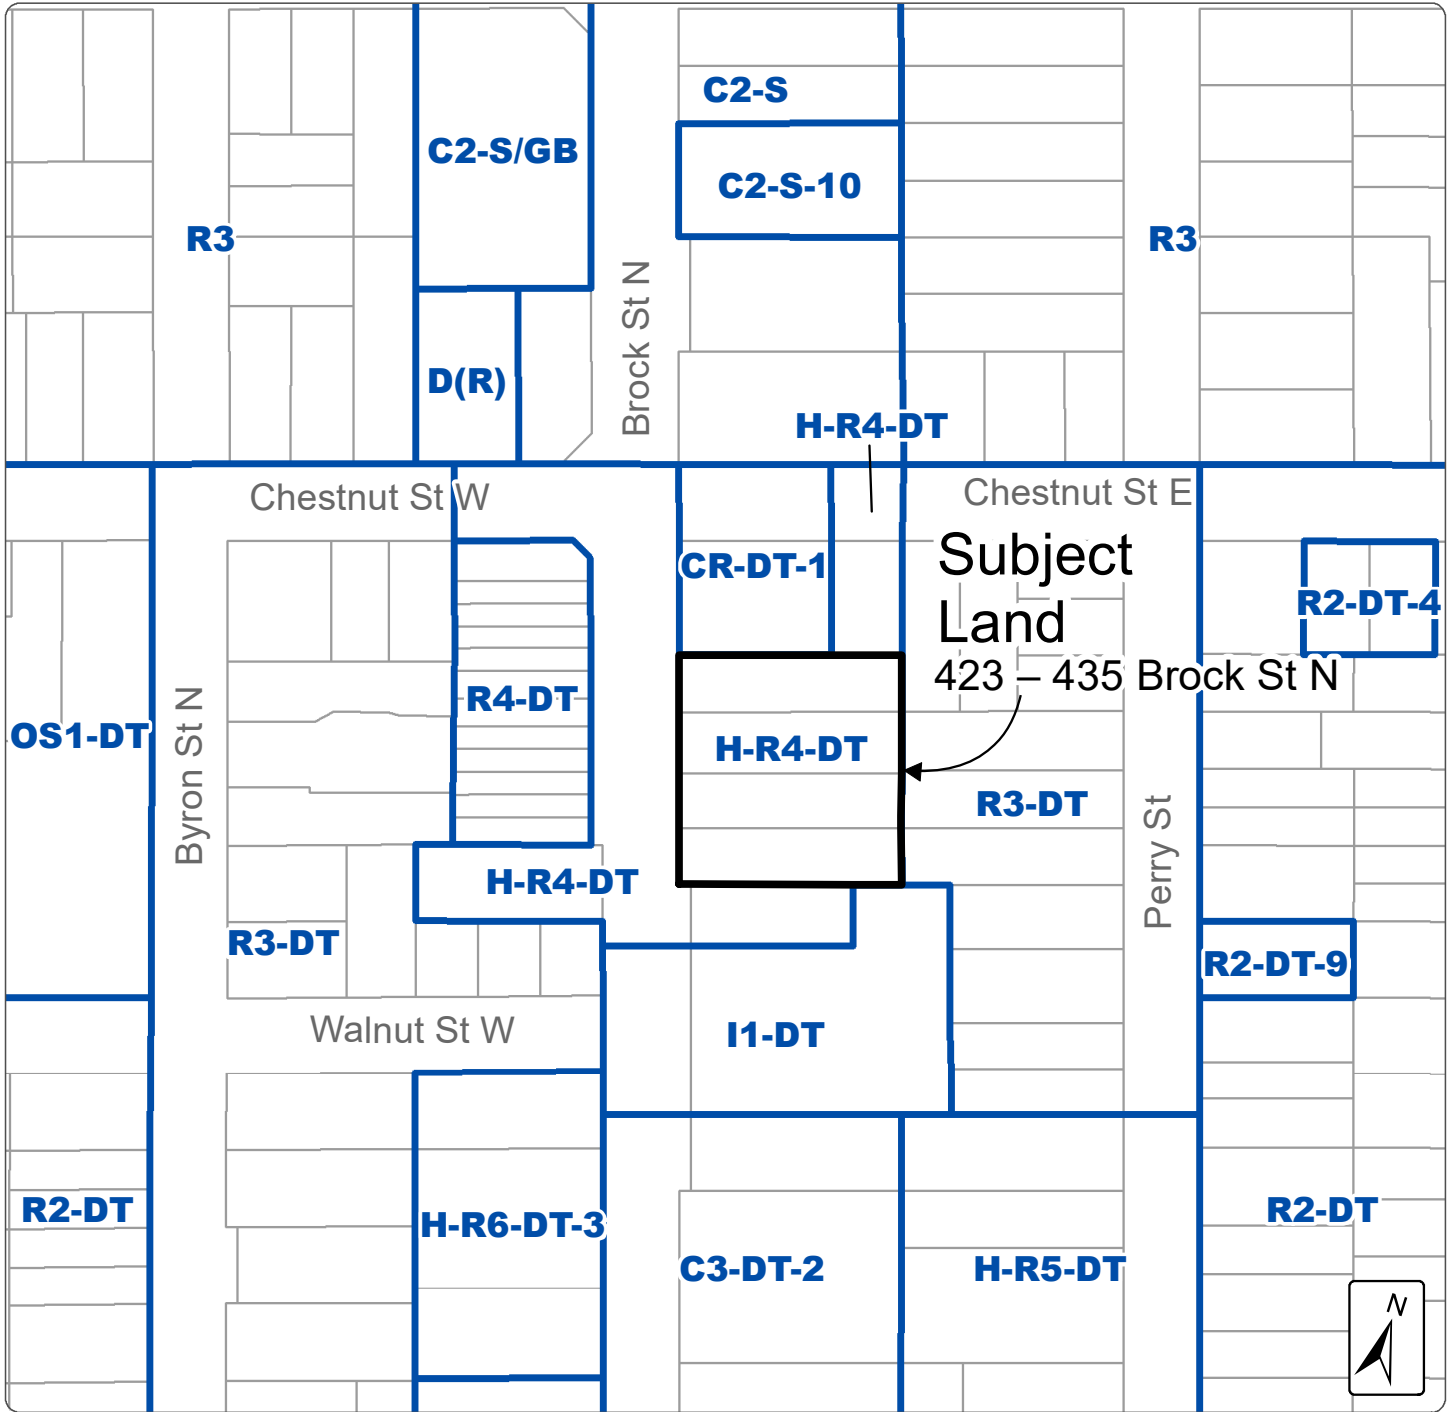 C2-S
C2-S/GB
C2-S-10
R3
R3
Brock St N
D(R)
H-R4-DT
Chestnut St W
Chestnut St E
Subject
Land
423 – 435 Brock St N
CR-DT-1
R2-DT-4
R4-DT
OS1-DT
Byron St N
H-R4-DT
R3-DT
Perry St
H-R4-DT
R3-DT
R2-DT-9
Walnut St W
I1-DT
R2-DT
H-R6-DT-3
R2-DT
C3-DT-2
H-R5-DT
N